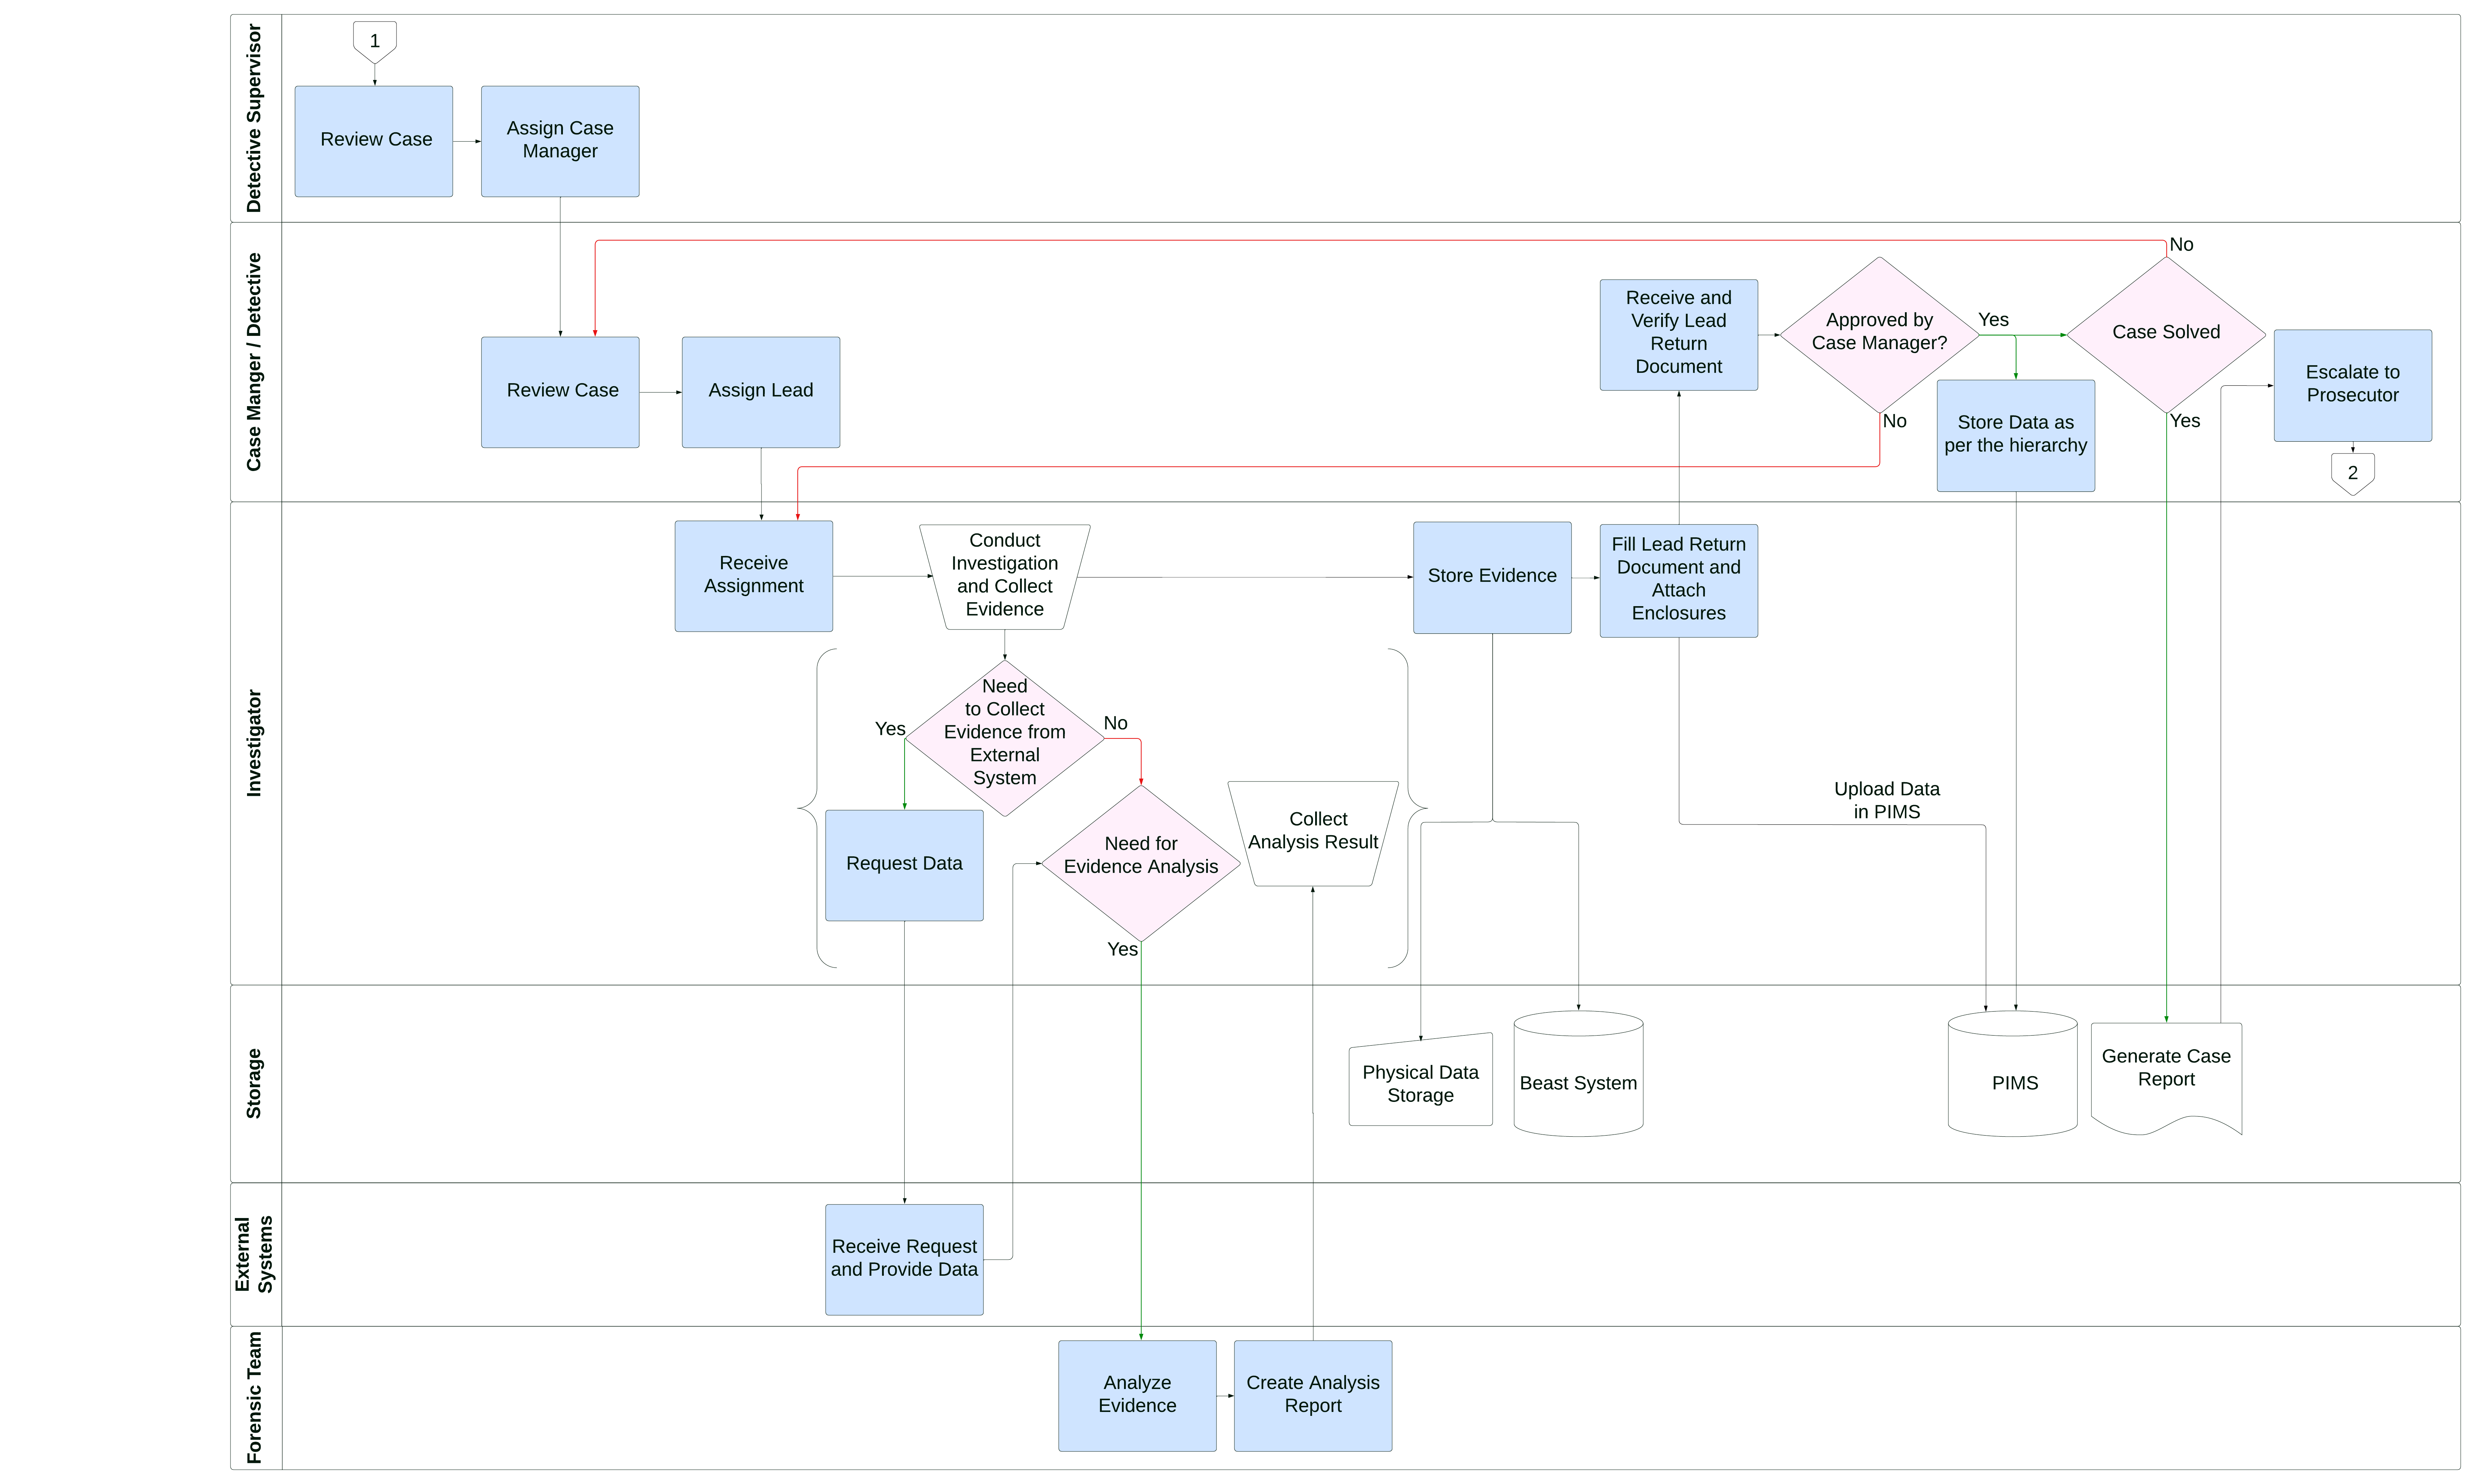 Detective Supervisor
1
Review Case
Assign Case
Manager
Case Manger / Detective
Review Case
Assign Lead
Receive and
Verify Lead
Return
Document
Approved by
Case Manager?
Yes
No
Store Data as
per the hierarchy
No
Case Solved
Yes
Escalate to
Prosecutor
2
Investigator
Receive
Assignment
Conduct
Investigation
and Collect
Evidence
Store Evidence
Fill Lead Return
Document and
Attach
Enclosures
Need
to Collect
Evidence from
External
System
Yes
No
Request Data
Need for
Evidence Analysis
Yes
Collect
Analysis Result
Upload Data
in PIMS
Storage
Physical Data
Storage
Beast System
PIMS
Generate Case
Report
External
Systems
Receive Request
and Provide Data
Forensic Team
Analyze
Evidence
Create Analysis
Report